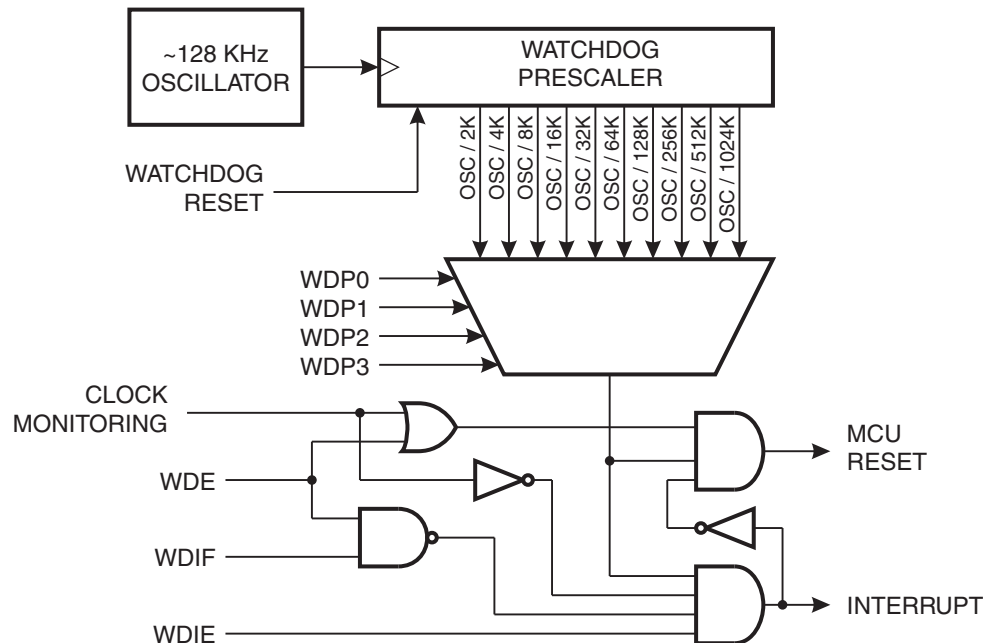 ~128 KHz
OSCILLATOR
WATCHDOG
PRESCALER
WATCHDOG
RESET
OSC / 2K
OSC / 4K
OSC / 8K
OSC / 16K
OSC / 32K
OSC / 64K
OSC / 128K
OSC / 256K
OSC / 512K
OSC / 1024K
WDP0
WDP1
WDP2
WDP3
CLOCK
MONITORING
MCU
RESET
WDE
WDIF
INTERRUPT
WDIE